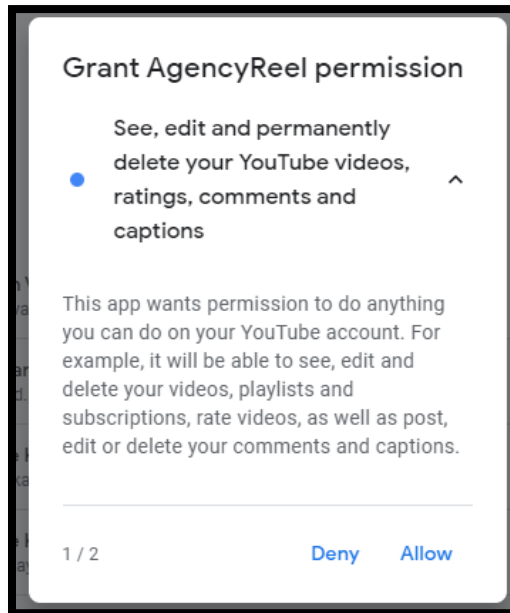 Grant AgencyReel permission
See, edit and permanently
delete your YouTube videos,
ratings, comments and
captions
This app wants permission to do anything
you can do on your YouTube account. For
example, it will be able to see, edit and
delete your videos, playlists and
subscriptions, rate videos, as well as post,
edit or delete your comments and captions.
1 / 2 Deny Allow